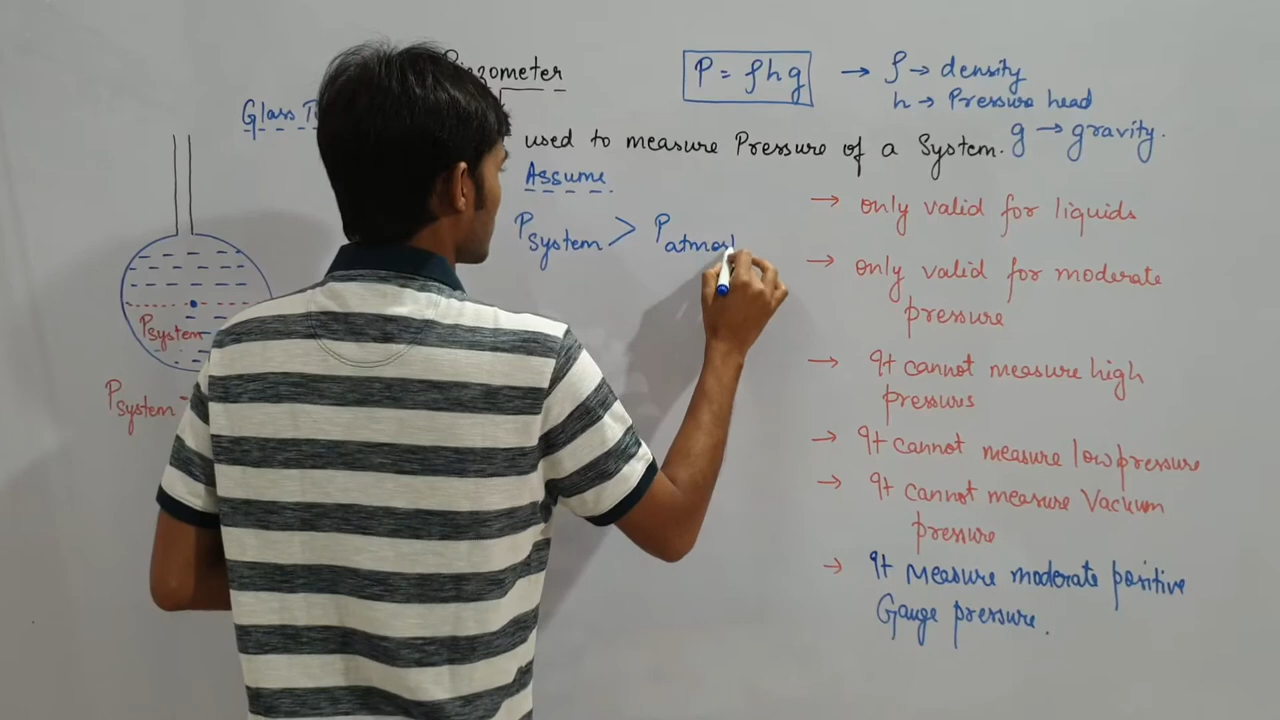 Piezometer
Glass
P = ρhg → ρ → density
h → Pressure head
g → gravity.
used to measure Pressure of a System.
Assume
P system > P atmos
P system
P system
→ only valid for liquids
→ only valid for moderate
pressure
→ It cannot measure high
pressures
→ It cannot measure low pressure
→ It cannot measure Vacuum
pressure
→ It measure moderate positive
Gauge pressure.